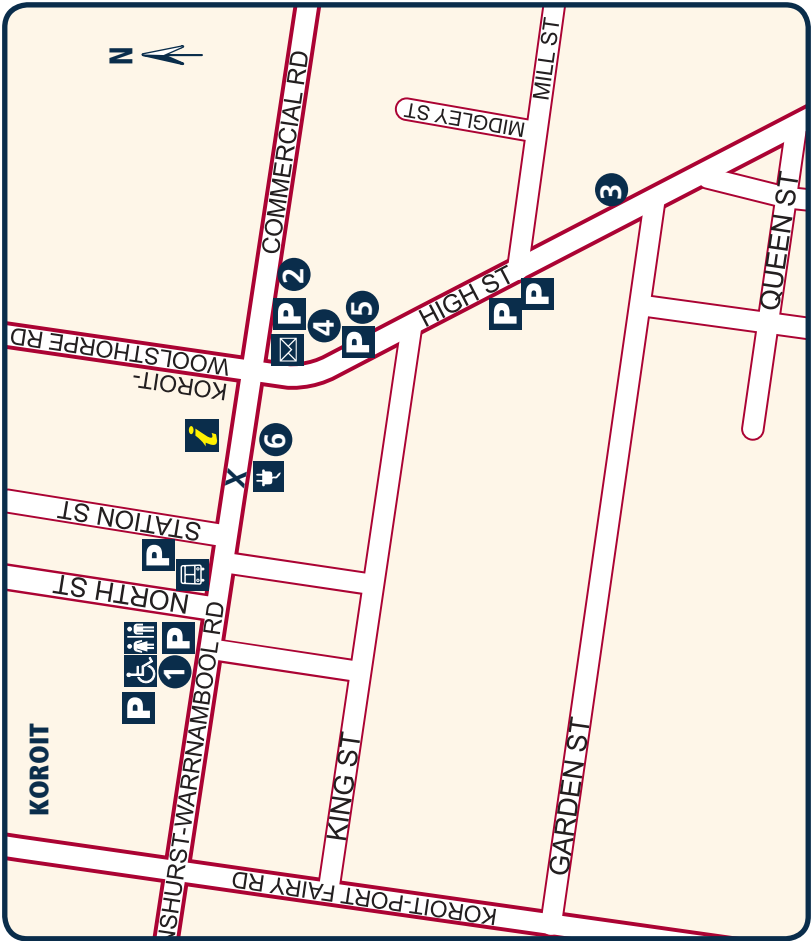 KOROIT
N
COMMERCIAL RD
MILL ST
MIDGLEY ST
KOROIT-
WOOLSTHORPE RD
HIGH ST
QUEEN ST
STATION ST
NORTH ST
NSHURST-WARRNAMBOOL RD
KING ST
GARDEN ST
KOROIT-PORT FAIRY RD
P
2
4
P
5
3
P
P
i
6
X
P
P
1
P